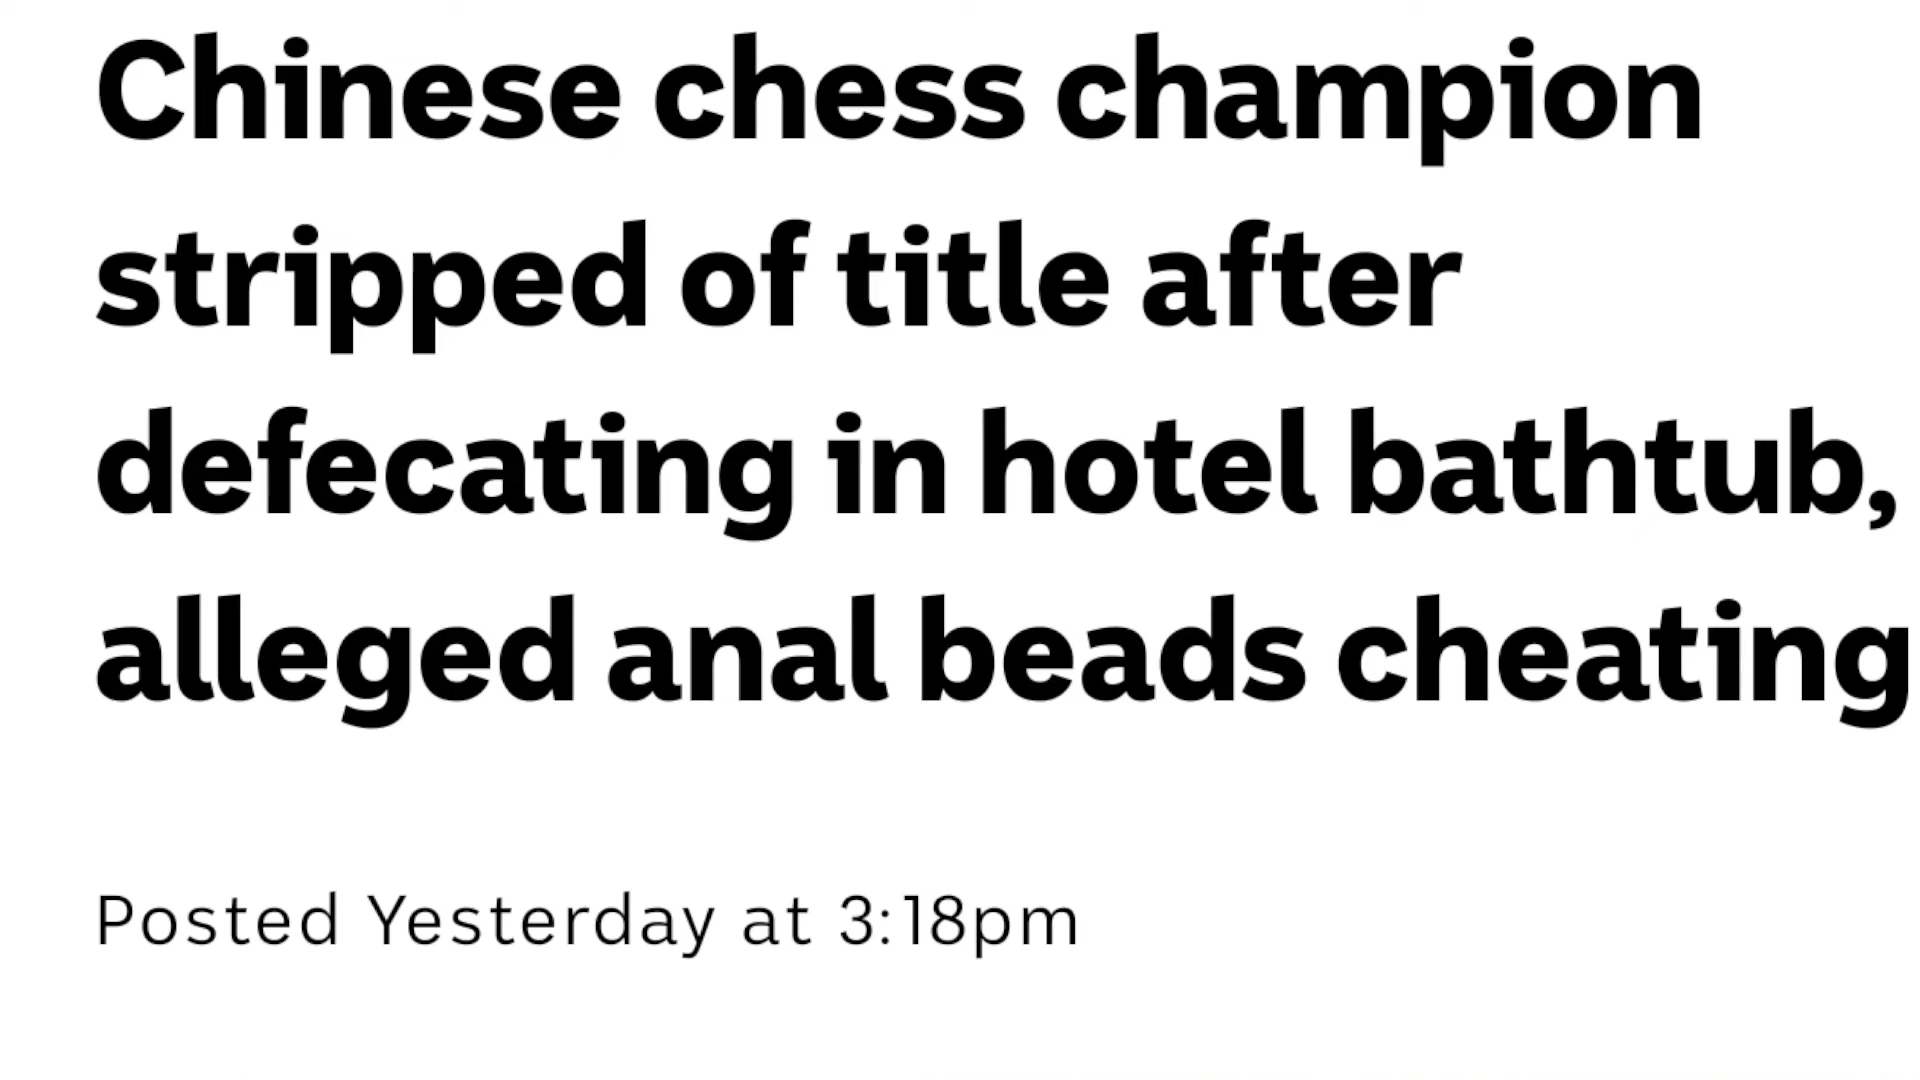 Chinese chess champion
stripped of title after
defecating in hotel bathtub,
alleged anal beads cheating
Posted Yesterday at 3:18pm